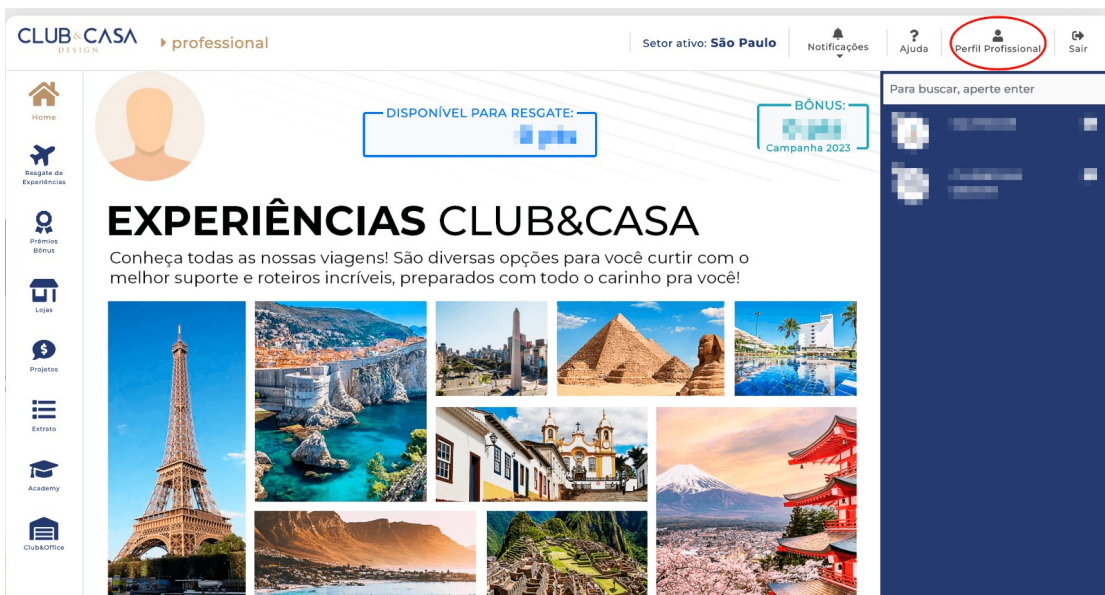 CLUB&CASA
DESIGN
professional
Setor ativo: São Paulo
Notificações
Ajuda
Perfil Profissional
Sair
Home
Resgate de
Experiências
Prêmios
Bônus
Lojas
Projetos
Extrato
Academy
Club&Office
DISPONÍVEL PARA RESGATE:
BÔNUS:
Campanha 2023
Para buscar, aperte enter
EXPERIÊNCIAS CLUB&CASA
Conheça todas as nossas viagens! São diversas opções para você curtir com o
melhor suporte e roteiros incríveis, preparados com todo o carinho pra você!